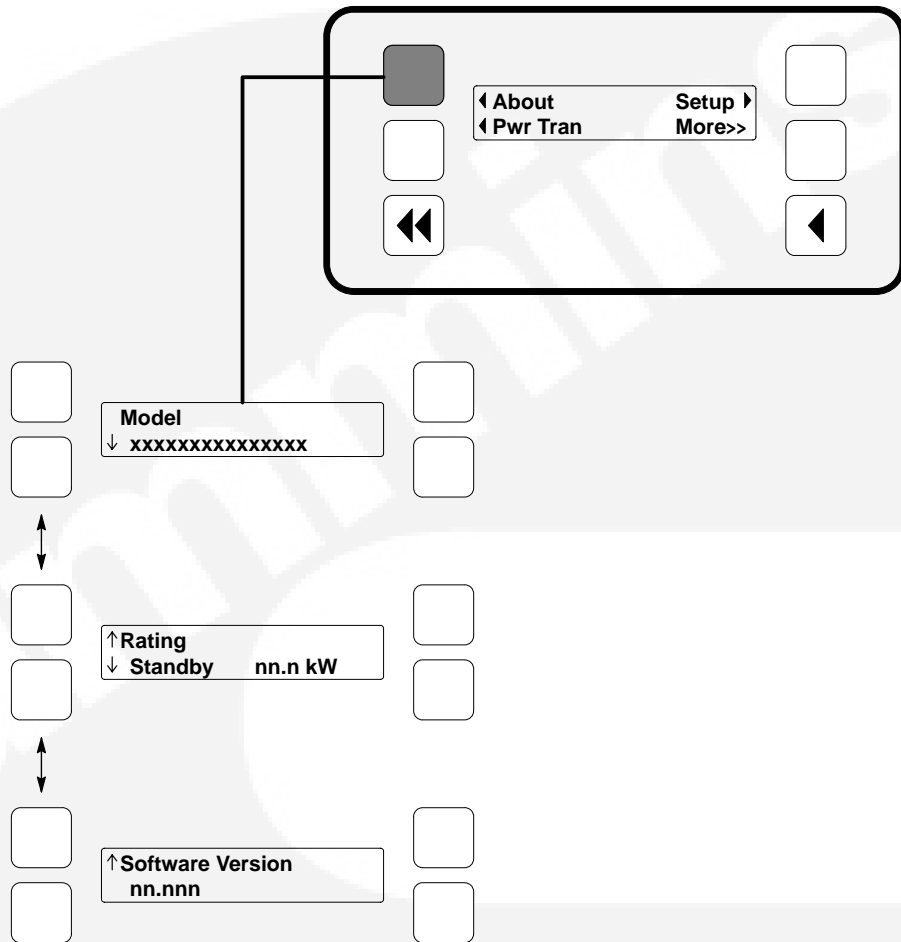 About Setup
Pwr Tran More>>
Model
↓ xxxxxxxxxxxxxxx
↑Rating
↓ Standby nn.n kW
↑Software Version
nn.nnn